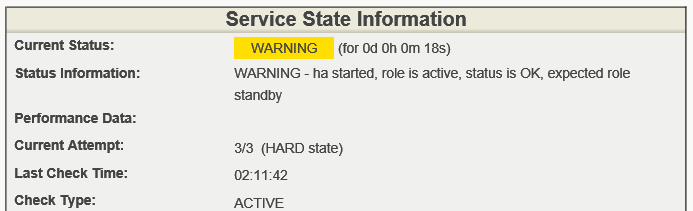 Service State Information
Current Status: WARNING (for 0d 0h 0m 18s)
Status Information: WARNING - ha started, role is active, status is OK, expected role
standby
Performance Data:
Current Attempt: 3/3 (HARD state)
Last Check Time: 02:11:42
Check Type: ACTIVE